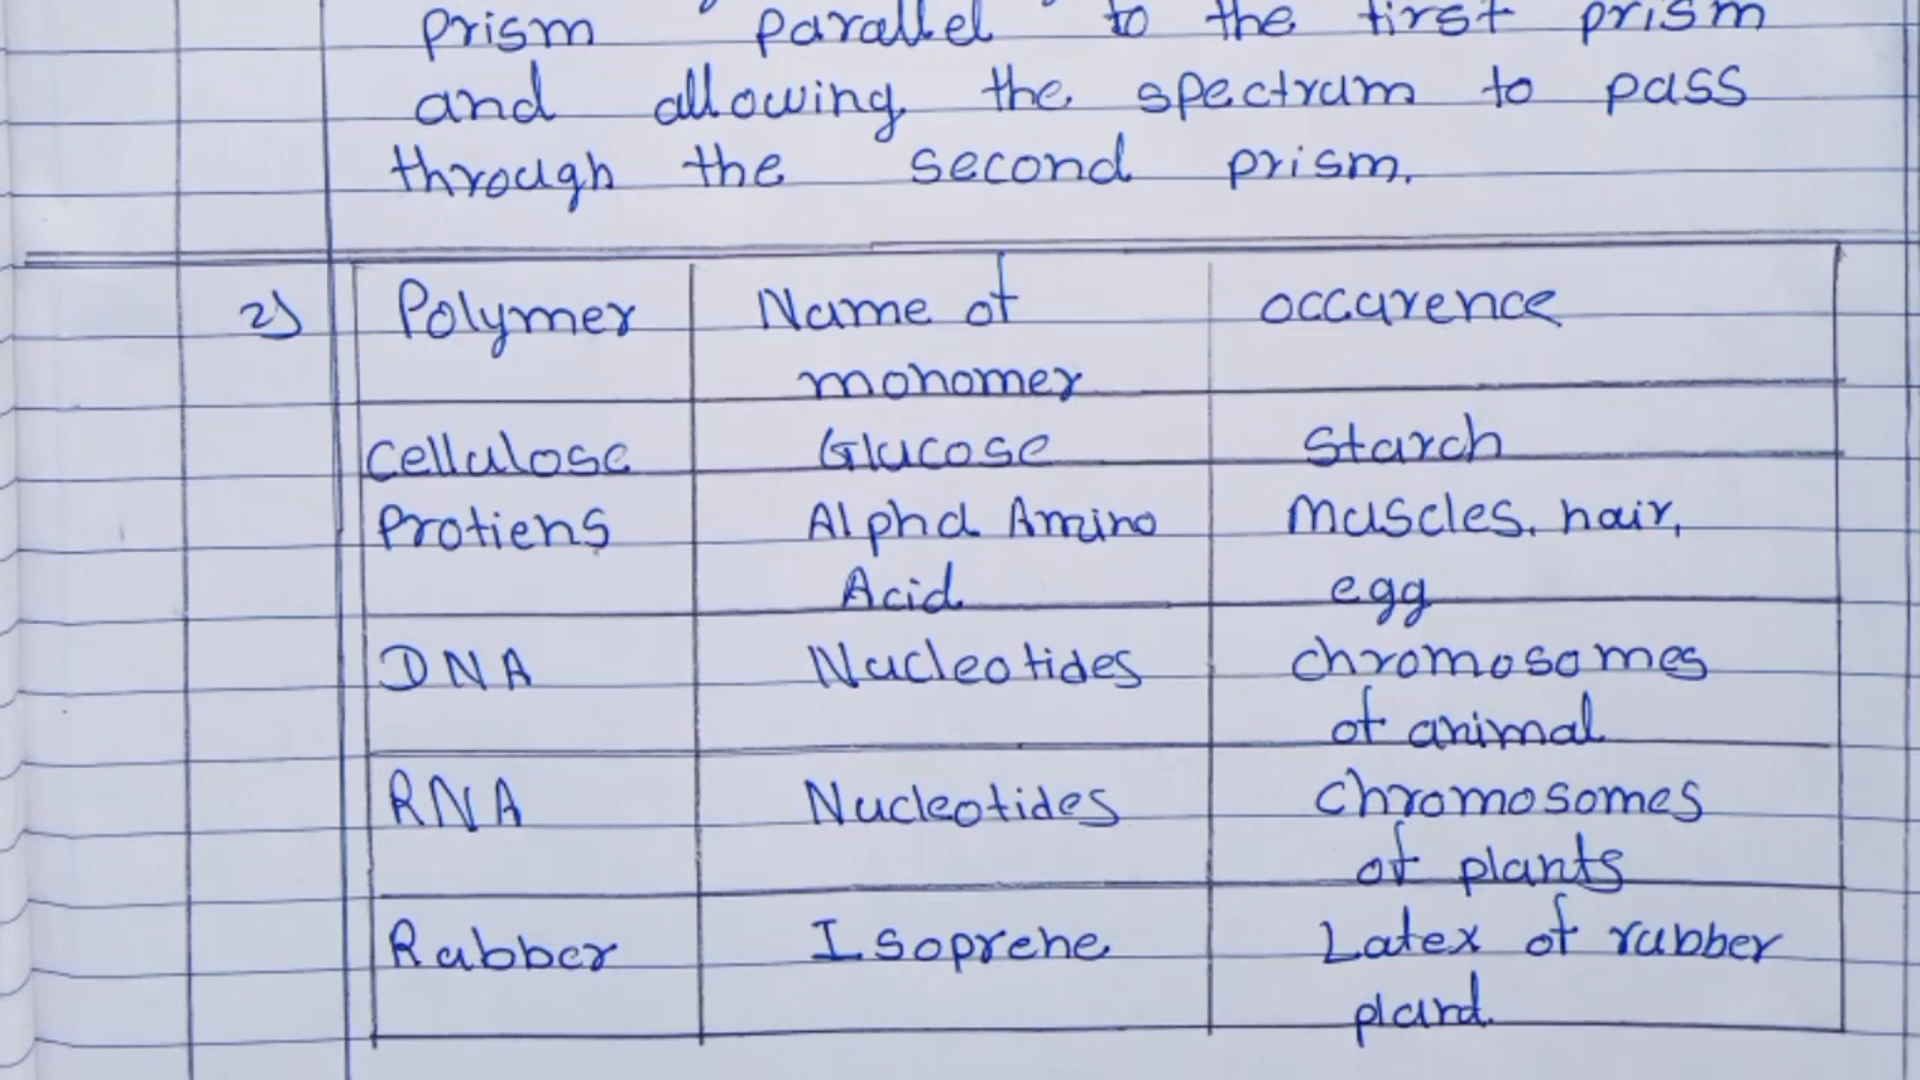 prism parallel to the first prism
and allowing the spectrum to pass
through the second prism.
2) Polymer Name of occurence
monomer
Cellulose Glucose Starch
Protiens Alpha Amino Muscles, hair,
Acid egg
DNA Nucleotides chromosomes
of animal
RNA Nucleotides chromosomes
of plants
Rubber Isoprene Latex of rubber